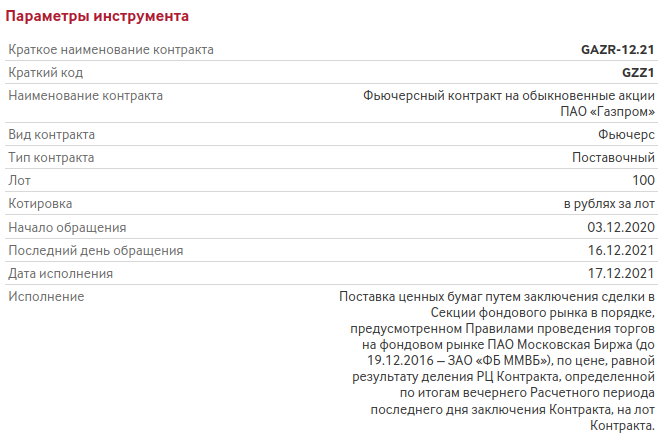 Параметры инструмента
Краткое наименование контракта GAZR-12.21
Краткий код GZZ1
Наименование контракта Фьючерсный контракт на обыкновенные акции
ПАО «Газпром»
Вид контракта Фьючерс
Тип контракта Поставочный
Лот 100
Котировка в рублях за лот
Начало обращения 03.12.2020
Последний день обращения 16.12.2021
Дата исполнения 17.12.2021
Исполнение Поставка ценных бумаг путем заключения сделки в
Секции фондового рынка в порядке,
предусмотренном Правилами проведения торгов
на фондовом рынке ПАО Московская Биржа (до
19.12.2016 – ЗАО «ФБ ММВБ»), по цене, равной
результату деления РЦ Контракта, определенной
по итогам вечернего Расчетного периода
последнего дня заключения Контракта, на лот
Контракта.